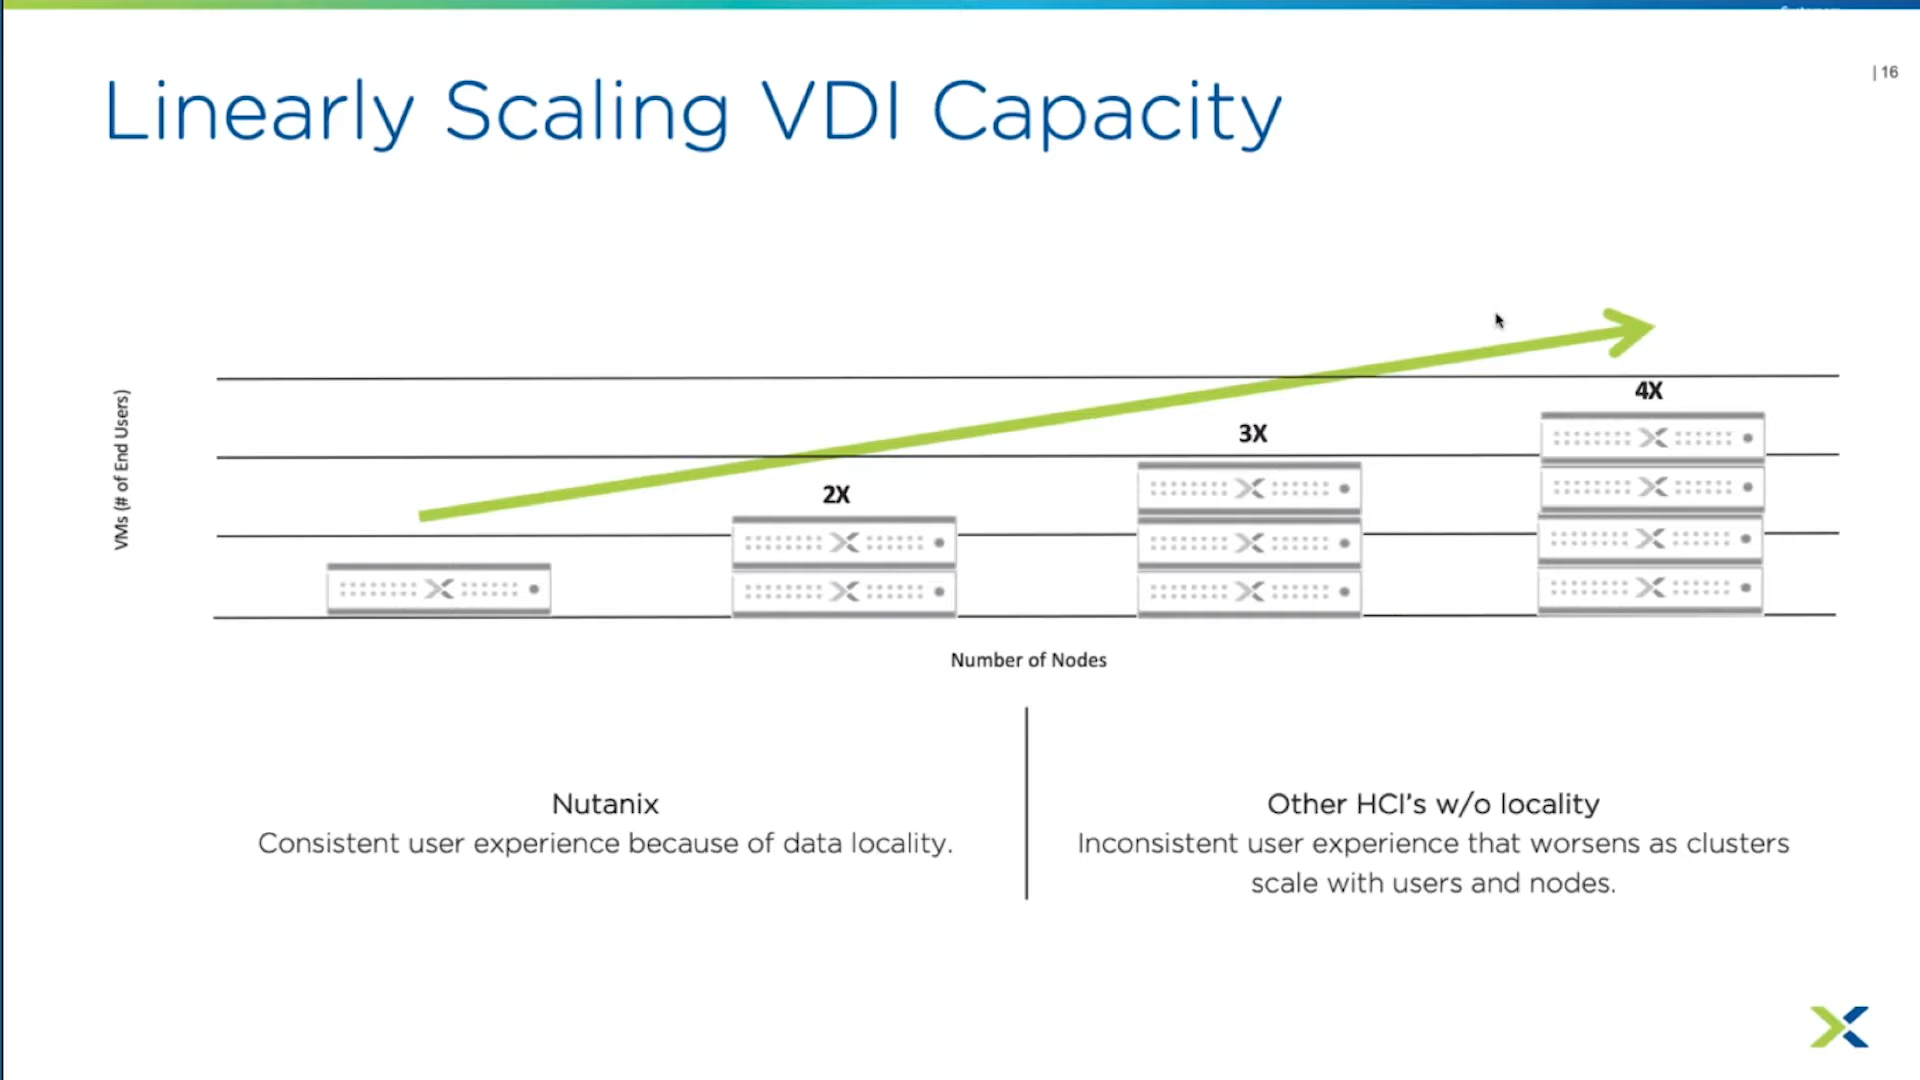 | 16
Linearly Scaling VDI Capacity
4X
3X
2X
VMs (# of End Users)
Number of Nodes
Nutanix
Consistent user experience because of data locality.
Other HCI's w/o locality
Inconsistent user experience that worsens as clusters
scale with users and nodes.